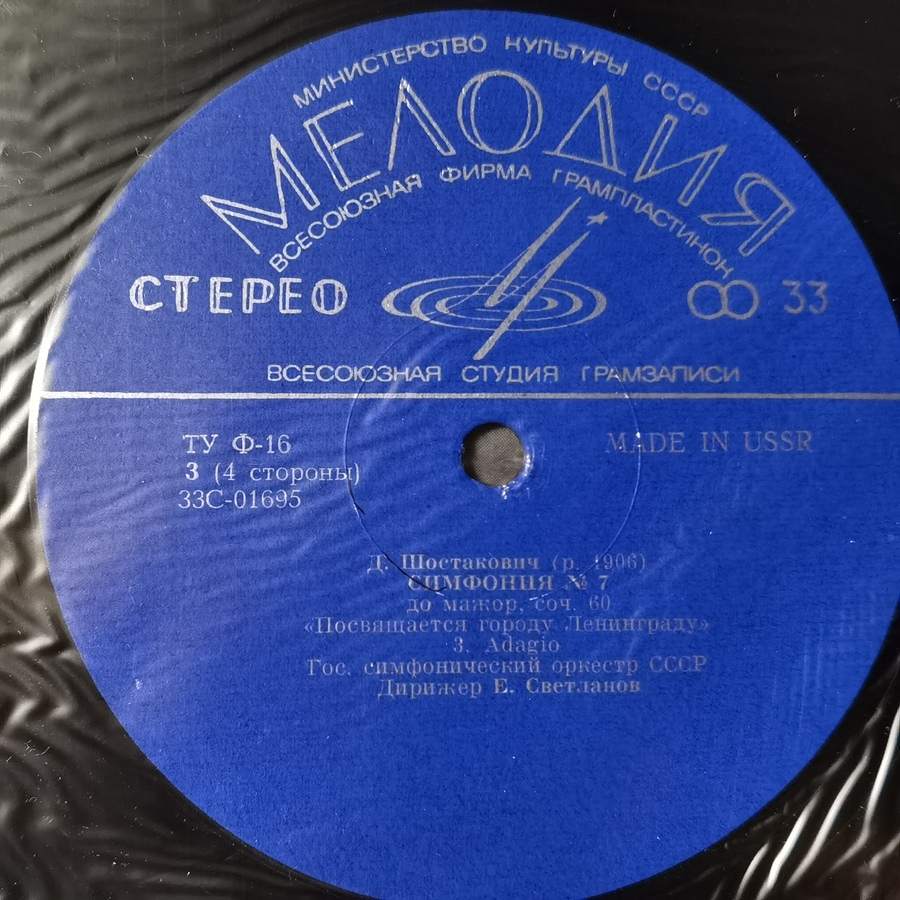 МИНИСТЕРСТВО КУЛЬТУРЫ СССР
МЕЛОДИЯ
ВСЕСОЮЗНАЯ ФИРМА ГРАМПЛАСТИНОК
СТЕРЕО
33
ВСЕСОЮЗНАЯ СТУДИЯ ГРАМЗАПИСИ
ТУ Ф-16
MADE IN USSR
3 (4 стороны)
33С-01695
Д. Шостакович (р. 1906)
СИМФОНИЯ № 7
до мажор, соч. 60
«Посвящается городу Ленинграду»
3. Adagio
Гос. симфонический оркестр СССР
Дирижер Е. Светланов